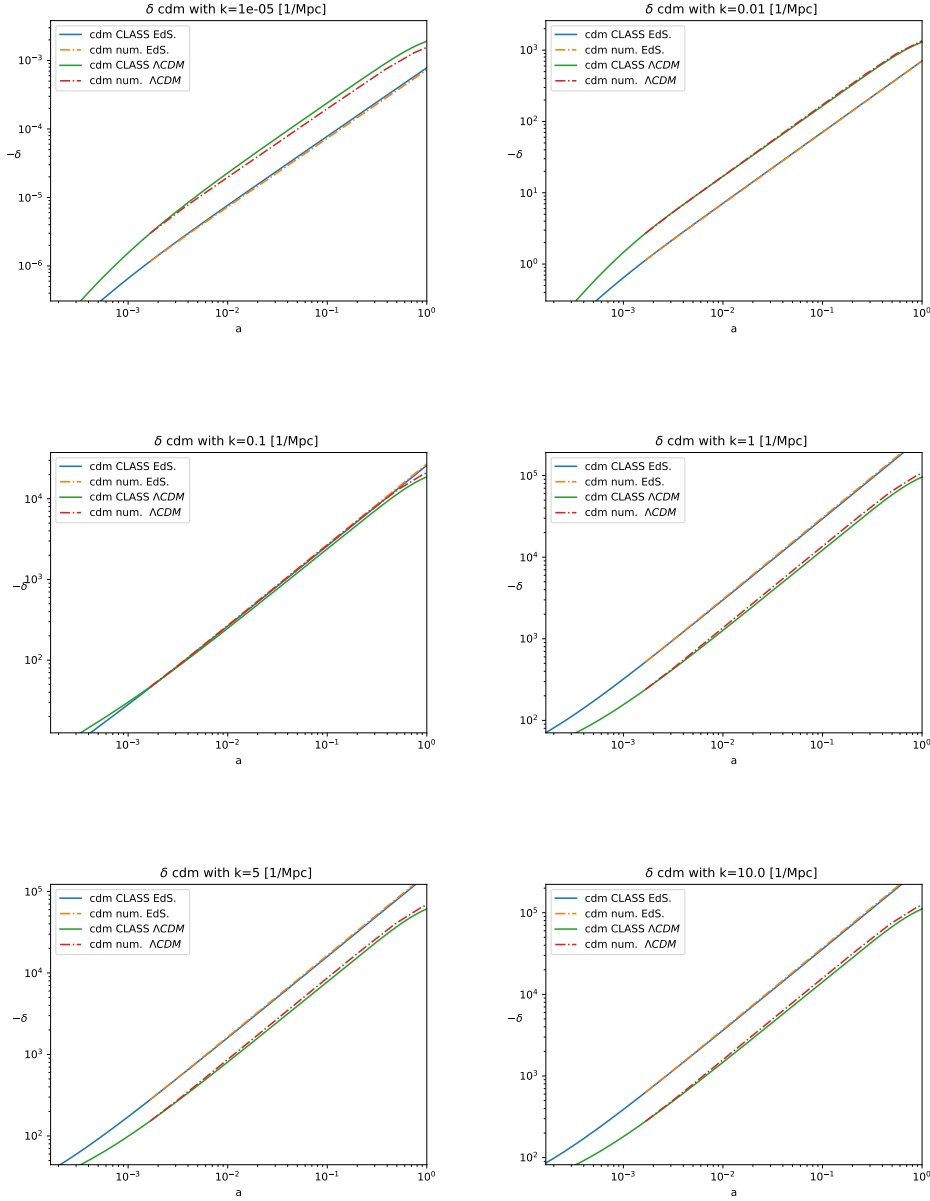 δ cdm with k=1e-05 [1/Mpc]
cdm CLASS EdS.
cdm num. EdS.
cdm CLASS ΛCDM
cdm num. ΛCDM
10⁻³
10⁻⁴
−δ
10⁻⁵
10⁻⁶
10⁻³ 10⁻² 10⁻¹ 10⁰
a
δ cdm with k=0.01 [1/Mpc]
cdm CLASS EdS.
cdm num. EdS.
cdm CLASS ΛCDM
cdm num. ΛCDM
10³
10²
−δ
10¹
10⁰
10⁻³ 10⁻² 10⁻¹ 10⁰
a
δ cdm with k=0.1 [1/Mpc]
cdm CLASS EdS.
cdm num. EdS.
cdm CLASS ΛCDM
cdm num. ΛCDM
10⁴
−δ
10³
10²
10⁻³ 10⁻² 10⁻¹ 10⁰
a
δ cdm with k=1 [1/Mpc]
cdm CLASS EdS.
cdm num. EdS.
cdm CLASS ΛCDM
cdm num. ΛCDM
10⁵
10⁴
−δ
10³
10²
10⁻³ 10⁻² 10⁻¹ 10⁰
a
δ cdm with k=5 [1/Mpc]
cdm CLASS EdS.
cdm num. EdS.
cdm CLASS ΛCDM
cdm num. ΛCDM
10⁵
10⁴
−δ
10³
10²
10⁻³ 10⁻² 10⁻¹ 10⁰
a
δ cdm with k=10.0 [1/Mpc]
cdm CLASS EdS.
cdm num. EdS.
cdm CLASS ΛCDM
cdm num. ΛCDM
10⁵
10⁴
−δ
10³
10²
10⁻³ 10⁻² 10⁻¹ 10⁰
a